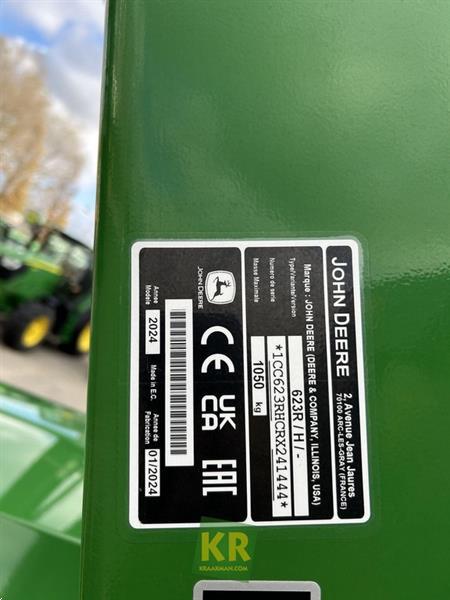 JOHN DEERE
2, Avenue Jean Jaures
70100 ARC-LES-GRAY (FRANCE)
Marque : JOHN DEERE (DEERE & COMPANY, ILLINOIS, USA)
Type/variante/version 623R / H / -
Numero de serie *1CC623RHCRX241444*
Masse Maximale 1050 kg
JOHN DEERE
CE UK CA EAC
Annee Modele 2024 Made in E.C. Annee de Fabrication 01/2024
KR
KRAAKMAN.COM